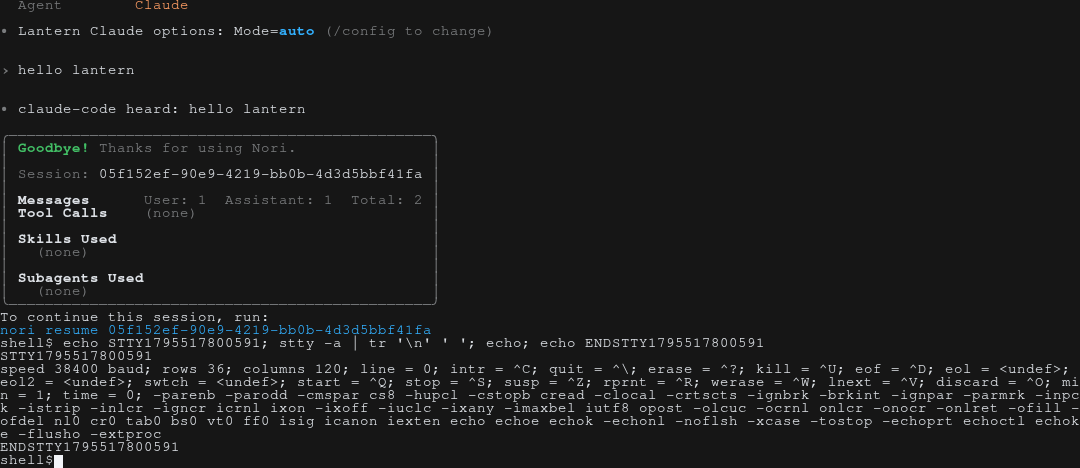 Agent Claude
• Lantern Claude options: Mode=auto (/config to change)
› hello lantern
• claude-code heard: hello lantern
Goodbye! Thanks for using Nori.
Session: 05f152ef-90e9-4219-bb0b-4d3d5bbf41fa
Messages User: 1 Assistant: 1 Total: 2
Tool Calls (none)
Skills Used
(none)
Subagents Used
(none)
To continue this session, run:
nori resume 05f152ef-90e9-4219-bb0b-4d3d5bbf41fa
shell$ echo STTY1795517800591; stty -a | tr '\n' ' '; echo; echo ENDSTTY1795517800591
STTY1795517800591
speed 38400 baud; rows 36; columns 120; line = 0; intr = ^C; quit = ^\; erase = ^?; kill = ^U; eof = ^D; eol = <undef>;
eol2 = <undef>; swtch = <undef>; start = ^Q; stop = ^S; susp = ^Z; rprnt = ^R; werase = ^W; lnext = ^V; discard = ^O; mi
n = 1; time = 0; -parenb -parodd -cmspar cs8 -hupcl -cstopb cread -clocal -crtscts -ignbrk -brkint -ignpar -parmrk -inpc
k -istrip -inlcr -igncr icrnl ixon -ixoff -iuclc -ixany -imaxbel iutf8 opost -olcuc -ocrnl onlcr -onocr -onlret -ofill -
ofdel nl0 cr0 tab0 bs0 vt0 ff0 isig icanon iexten echo echoe echok -echonl -noflsh -xcase -tostop -echoprt echoctl echok
e -flusho -extproc
ENDSTTY1795517800591
shell$